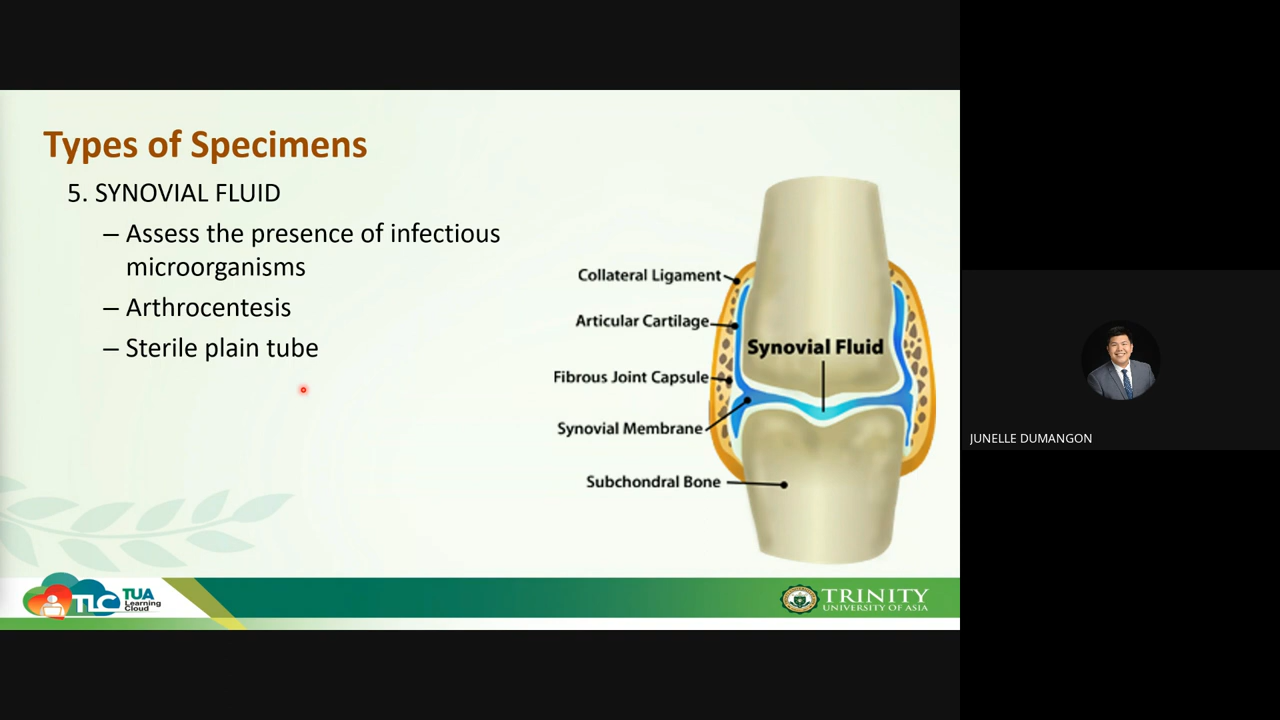 Types of Specimens
5. SYNOVIAL FLUID
– Assess the presence of infectious
microorganisms
– Arthrocentesis
– Sterile plain tube
Collateral Ligament
Articular Cartilage
Synovial Fluid
Fibrous Joint Capsule
Synovial Membrane
Subchondral Bone
TLC
TUA
Learning
Cloud
TRINITY
UNIVERSITY OF ASIA
JUNELLE DUMANGON